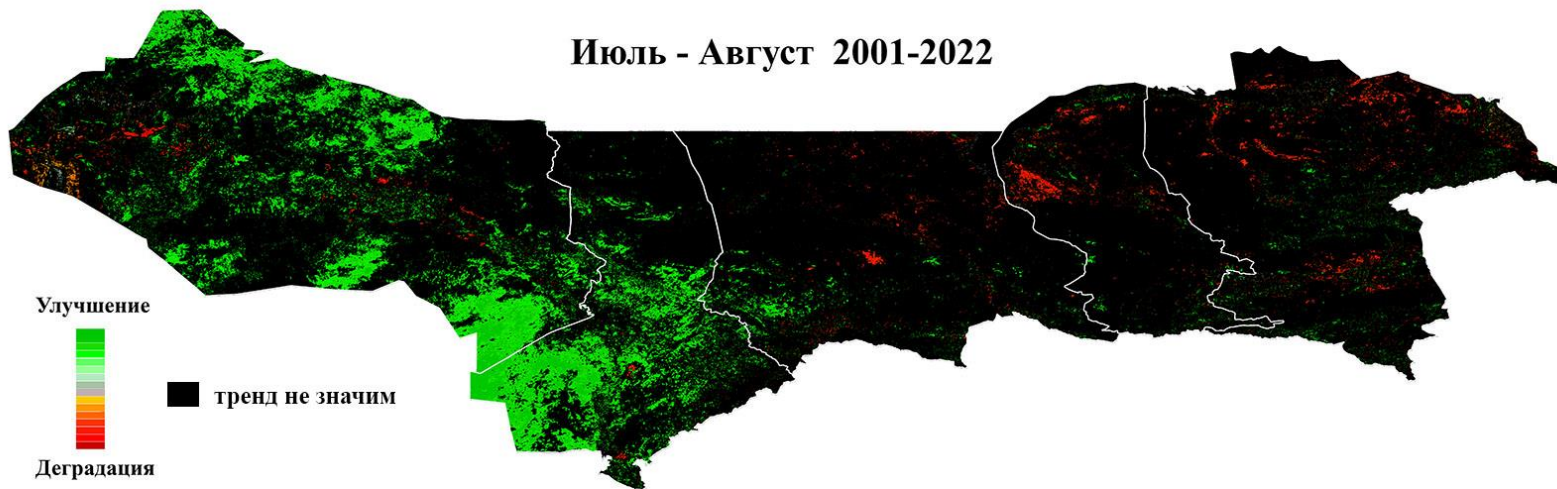 Июль - Август 2001-2022
Улучшение
тренд не значим
Деградация